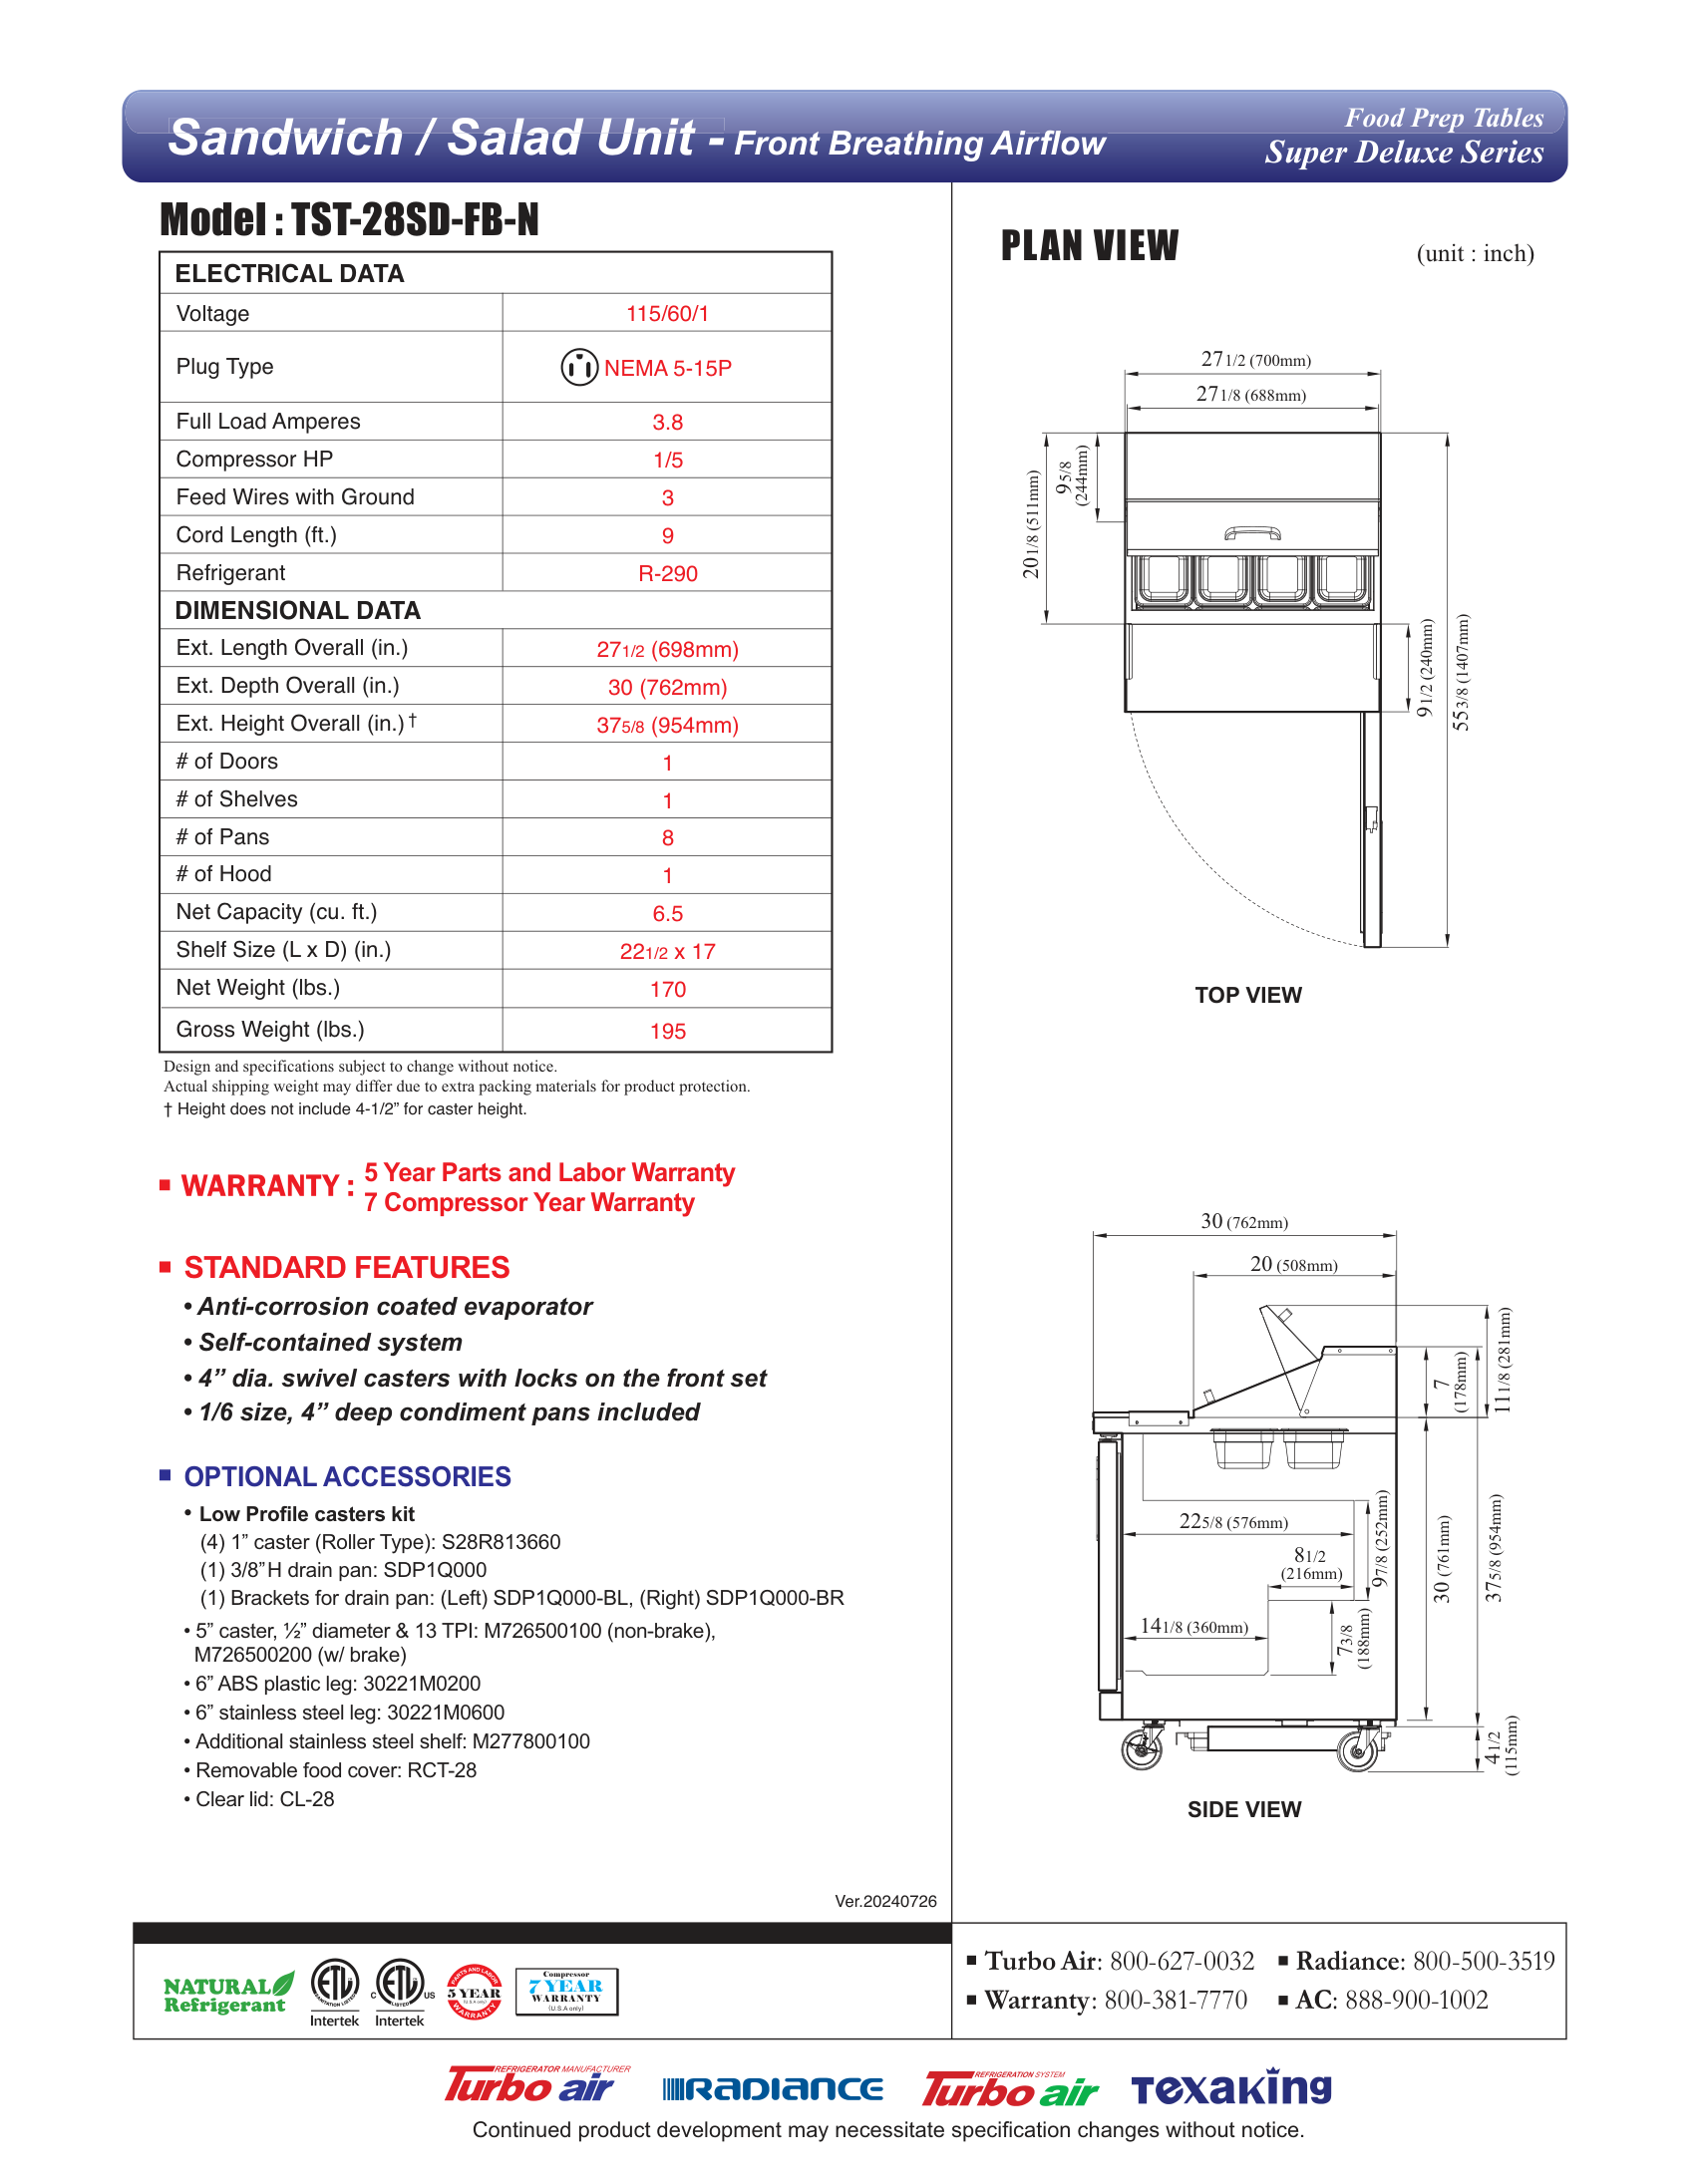 Sandwich / Salad Unit - Front Breathing Airflow
Food Prep Tables
Super Deluxe Series
Model : TST-28SD-FB-N
ELECTRICAL DATA
Voltage 115/60/1
Plug Type NEMA 5-15P
Full Load Amperes 3.8
Compressor HP 1/5
Feed Wires with Ground 3
Cord Length (ft.) 9
Refrigerant R-290
DIMENSIONAL DATA
Ext. Length Overall (in.) 27 1/2 (698mm)
Ext. Depth Overall (in.) 30 (762mm)
Ext. Height Overall (in.) † 37 5/8 (954mm)
# of Doors 1
# of Shelves 1
# of Pans 8
# of Hood 1
Net Capacity (cu. ft.) 6.5
Shelf Size (L x D) (in.) 22 1/2 x 17
Net Weight (lbs.) 170
Gross Weight (lbs.) 195
Design and specifications subject to change without notice.
Actual shipping weight may differ due to extra packing materials for product protection.
† Height does not include 4-1/2” for caster height.
WARRANTY : 5 Year Parts and Labor Warranty
7 Compressor Year Warranty
STANDARD FEATURES
• Anti-corrosion coated evaporator
• Self-contained system
• 4” dia. swivel casters with locks on the front set
• 1/6 size, 4” deep condiment pans included
OPTIONAL ACCESSORIES
• Low Profile casters kit
(4) 1” caster (Roller Type): S28R813660
(1) 3/8”H drain pan: SDP1Q000
(1) Brackets for drain pan: (Left) SDP1Q000-BL, (Right) SDP1Q000-BR
• 5” caster, ½” diameter & 13 TPI: M726500100 (non-brake),
M726500200 (w/ brake)
• 6” ABS plastic leg: 30221M0200
• 6” stainless steel leg: 30221M0600
• Additional stainless steel shelf: M277800100
• Removable food cover: RCT-28
• Clear lid: CL-28
Ver.20240726
PLAN VIEW
(unit : inch)
27 1/2 (700mm)
27 1/8 (688mm)
20 1/8 (511mm)
9 5/8
(244mm)
9 1/2 (240mm)
55 3/8 (1407mm)
TOP VIEW
30 (762mm)
20 (508mm)
7
(178mm)
11 1/8 (281mm)
22 5/8 (576mm)
8 1/2
(216mm)
9 7/8 (252mm)
14 1/8 (360mm)
7 3/8
(188mm)
30 (761mm)
37 5/8 (954mm)
4 1/2
(115mm)
SIDE VIEW
NATURAL
Refrigerant
ETL
SANITATION LISTED
Intertek
C ETL US
LISTED
Intertek
PARTS AND LABOR
5 YEAR
(U.S.A only)
WARRANTY
Compressor
7 YEAR
WARRANTY
(U.S.A only)
Turbo Air: 800-627-0032
Radiance: 800-500-3519
Warranty: 800-381-7770
AC: 888-900-1002
REFRIGERATOR MANUFACTURER
Turbo air
RADIANCE
REFRIGERATION SYSTEM
Turbo air
Texaking
Continued product development may necessitate specification changes without notice.